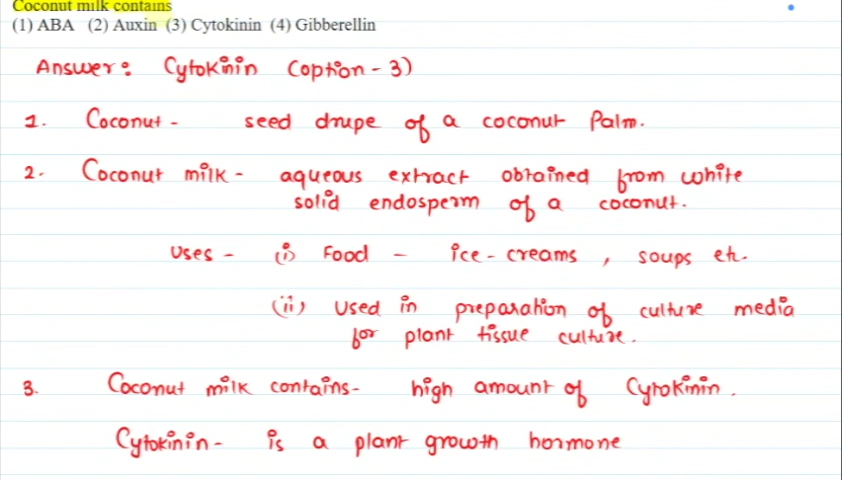 Coconut milk contains
(1) ABA (2) Auxin (3) Cytokinin (4) Gibberellin
Answer: Cytokinin (option-3)
1. Coconut - seed drupe of a coconut Palm.
2. Coconut milk - aqueous extract obtained from white
solid endosperm of a coconut.
Uses - (i) Food - ice-creams, soups etc.
(ii) Used in preparation of culture media
for plant tissue culture.
3. Coconut milk contains - high amount of Cytokinin.
Cytokinin - is a plant growth hormone